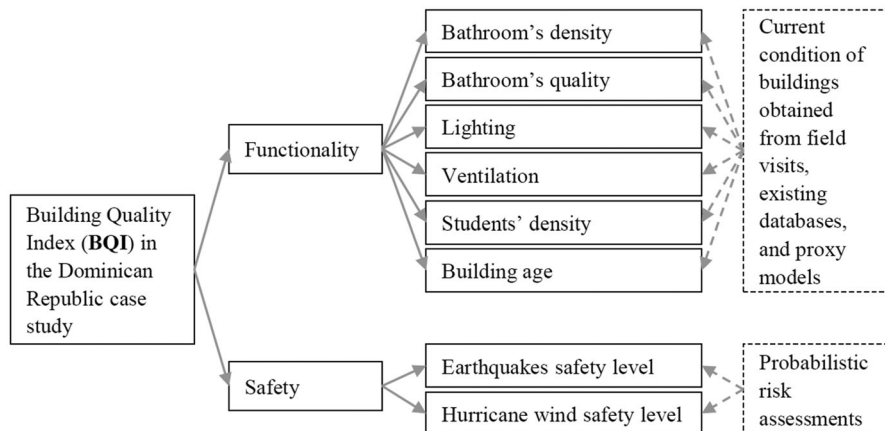 Building Quality
Index (BQI) in
the Dominican
Republic case
study
Functionality
Safety
Bathroom’s density
Bathroom’s quality
Lighting
Ventilation
Students’ density
Building age
Earthquakes safety level
Hurricane wind safety level
Current
condition of
buildings
obtained
from field
visits,
existing
databases,
and proxy
models
Probabilistic
risk
assessments